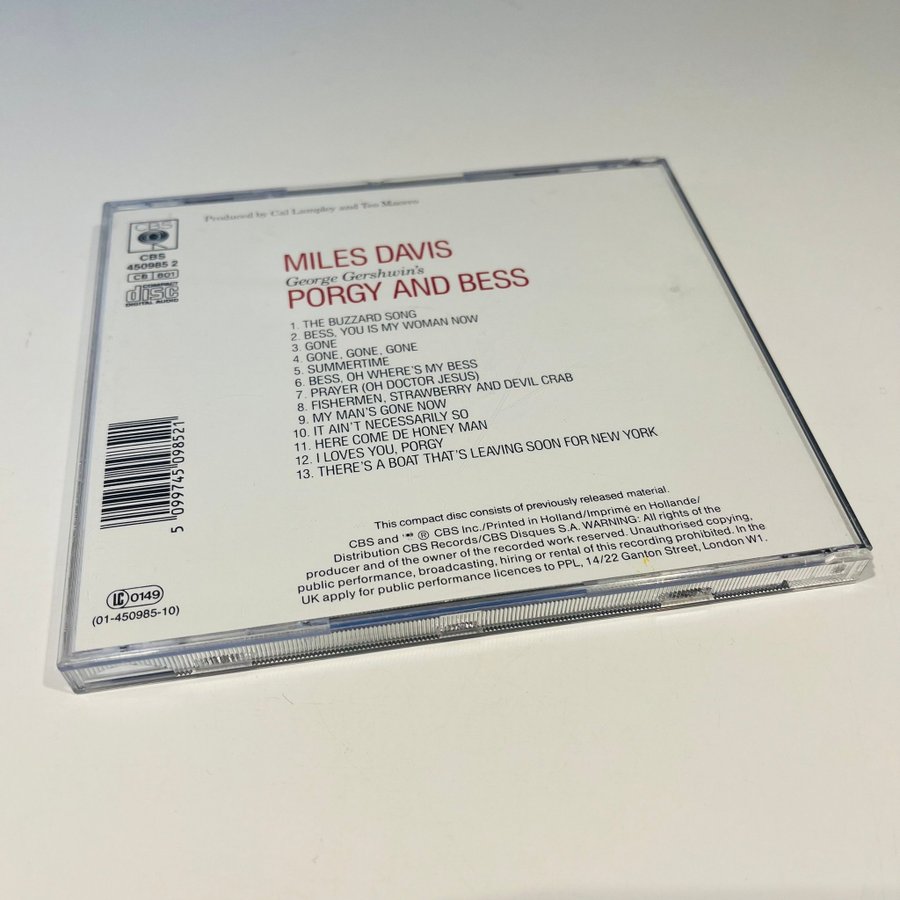 Produced by Cal Lampley and Teo Macero
CBS
CBS
450985 2
CB 801
COMPACT
disc
DIGITAL AUDIO
MILES DAVIS
George Gershwin's
PORGY AND BESS
1. THE BUZZARD SONG
2. BESS, YOU IS MY WOMAN NOW
3. GONE
4. GONE, GONE, GONE
5. SUMMERTIME
6. BESS, OH WHERE'S MY BESS
7. PRAYER (OH DOCTOR JESUS)
8. FISHERMEN, STRAWBERRY AND DEVIL CRAB
9. MY MAN'S GONE NOW
10. IT AIN'T NECESSARILY SO
11. HERE COME DE HONEY MAN
12. I LOVES YOU, PORGY
13. THERE'S A BOAT THAT'S LEAVING SOON FOR NEW YORK
5 099745 098521
This compact disc consists of previously released material.
CBS and ® CBS Inc./Printed in Holland/Imprimé en Hollande/
Distribution CBS Records/CBS Disques S.A. WARNING: All rights of the
producer and of the owner of the recorded work reserved. Unauthorised copying,
public performance, broadcasting, hiring or rental of this recording prohibited. In the
UK apply for public performance licences to PPL, 14/22 Ganton Street, London W1.
LC 0149
(01-450985-10)